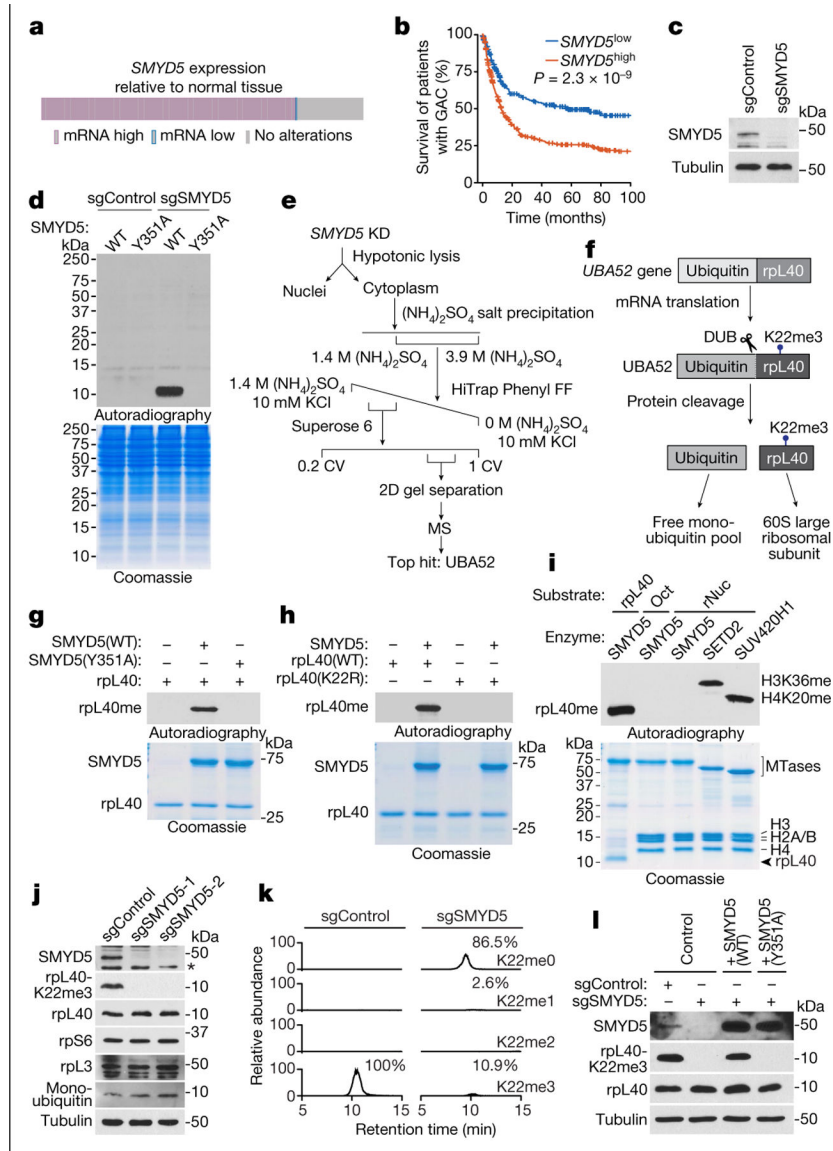 a
SMYD5 expression
relative to normal tissue
mRNA high mRNA low No alterations
b
Survival of patients
with GAC (%)
100
75
50
25
0
0 20 40 60 80 100
Time (months)
SMYD5low
SMYD5high
P = 2.3 × 10−9
c
sgControl
sgSMYD5
kDa
SMYD5
-50
Tubulin
-50
d
sgControl sgSMYD5
SMYD5:
WT Y351A WT Y351A
kDa
250
75
50
37
25
20
15
10
Autoradiography
250
75
50
37
25
20
15
10
Coomassie
e
SMYD5 KD
Hypotonic lysis
Nuclei Cytoplasm
(NH4)2SO4 salt precipitation
1.4 M (NH4)2SO4 3.9 M (NH4)2SO4
1.4 M (NH4)2SO4
10 mM KCl
HiTrap Phenyl FF
0 M (NH4)2SO4
10 mM KCl
Superose 6
0.2 CV 1 CV
2D gel separation
MS
Top hit: UBA52
f
UBA52 gene Ubiquitin rpL40
mRNA translation
DUB K22me3
UBA52 Ubiquitin rpL40
Protein cleavage
K22me3
Ubiquitin rpL40
Free mono-
ubiquitin pool
60S large
ribosomal
subunit
g
SMYD5(WT): – + –
SMYD5(Y351A): – – +
rpL40: + + +
rpL40me
Autoradiography
kDa
SMYD5 -75
rpL40
-25
Coomassie
h
SMYD5: – + – +
rpL40(WT): + + – –
rpL40(K22R): – – + +
rpL40me
Autoradiography
kDa
SMYD5 -75
rpL40
-25
Coomassie
i
Substrate: rpL40 Oct rNuc
Enzyme: SMYD5 SMYD5 SMYD5 SETD2 SUV420H1
H3K36me
H4K20me
rpL40me
Autoradiography
kDa
75
50
37
25
20
15
10
MTases
H3
H2A/B
H4
rpL40
Coomassie
j
sgControl
sgSMYD5-1
sgSMYD5-2
kDa
SMYD5 -50
*
rpL40-
K22me3 -10
rpL40 -10
rpS6 -37
rpL3 -50
Mono-
ubiquitin -10
Tubulin -50
k
sgControl sgSMYD5
Relative abundance
100 86.5%
0 K22me0
100 2.6%
0 K22me1
100
0 K22me2
100 100% 10.9%
0 K22me3
5 10 15 5 10 15
Retention time (min)
l
Control
+SMYD5
(WT)
+SMYD5
(Y351A)
sgControl: + – – –
sgSMYD5: – + + +
kDa
SMYD5 -50
rpL40-
K22me3 -10
rpL40 -10
Tubulin -50